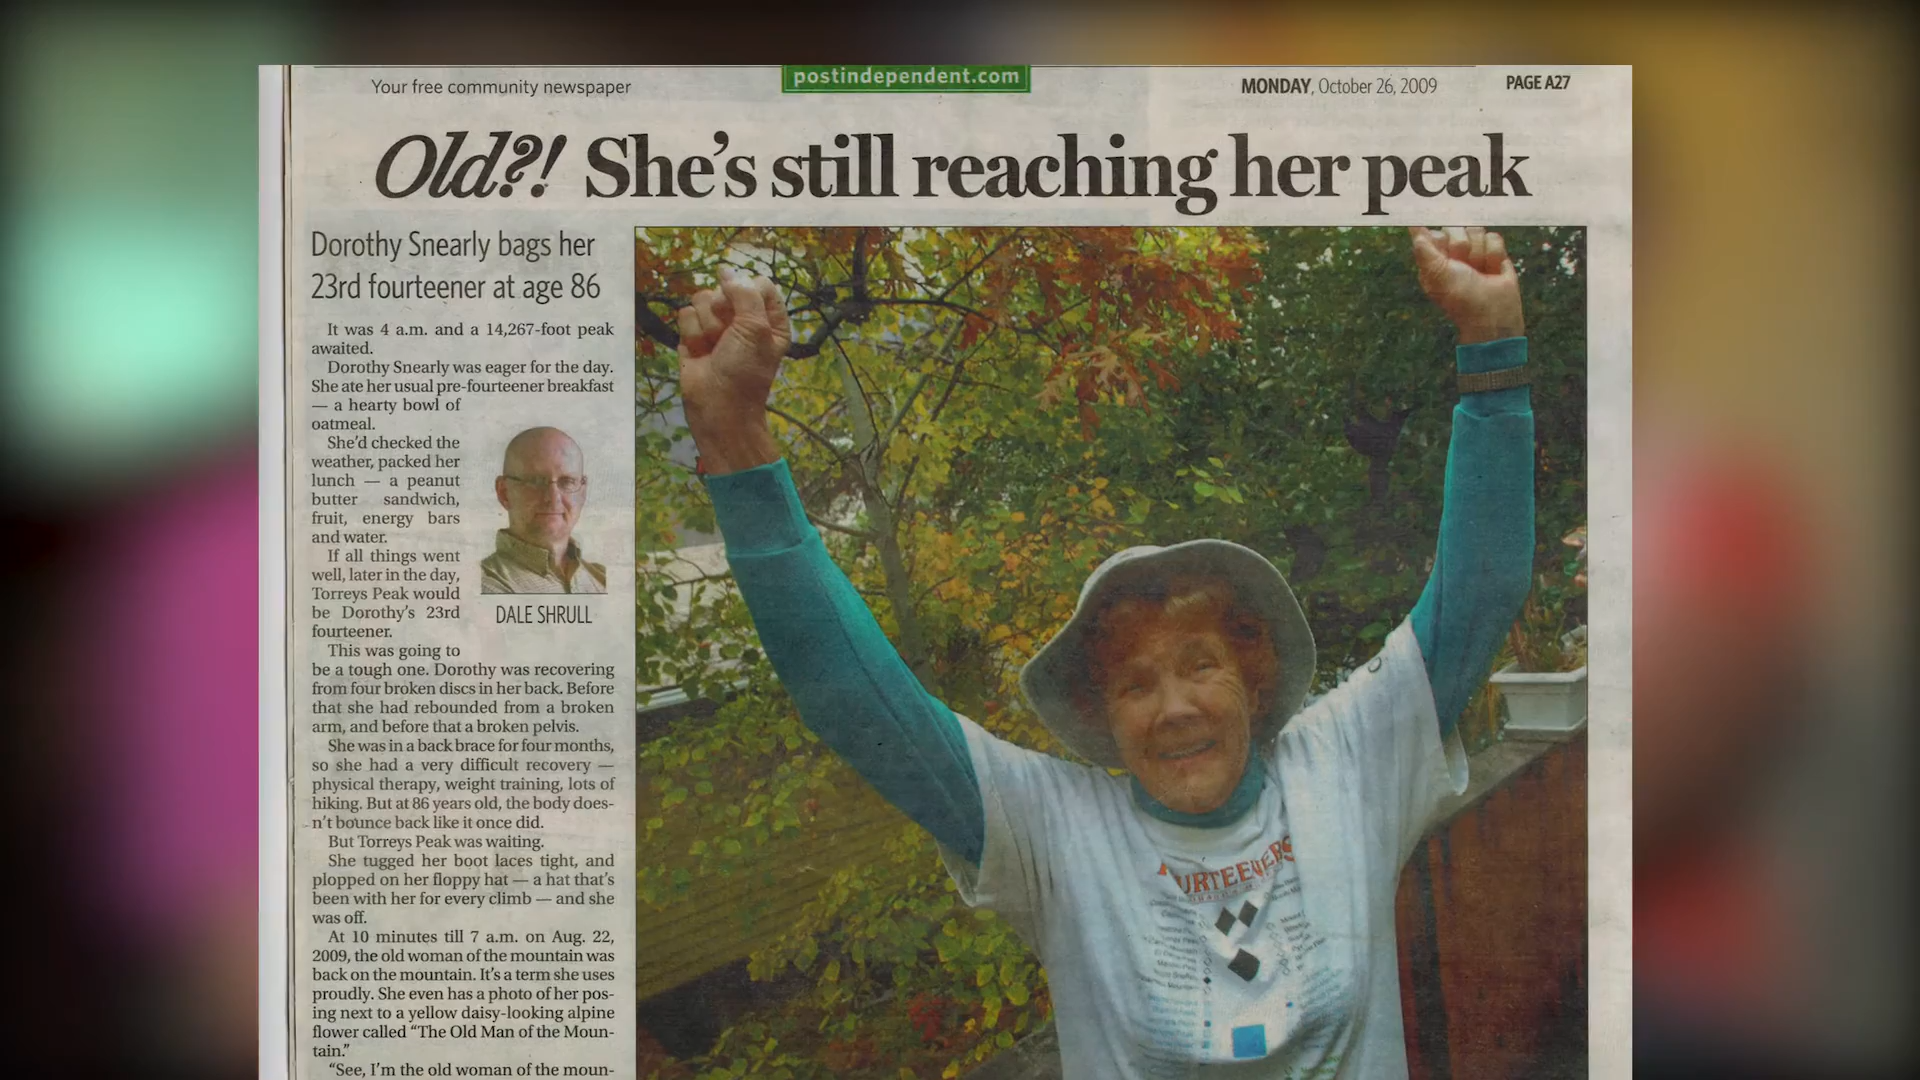 Your free community newspaper
postindependent.com
MONDAY, October 26, 2009
PAGE A27
Old?! She's still reaching her peak
Dorothy Snearly bags her
23rd fourteener at age 86
It was 4 a.m. and a 14,267-foot peak
awaited.
Dorothy Snearly was eager for the day.
She ate her usual pre-fourteener breakfast
— a hearty bowl of
oatmeal.
She'd checked the
weather, packed her
lunch — a peanut
butter sandwich,
fruit, energy bars
and water.
If all things went
well, later in the day,
Torreys Peak would
be Dorothy's 23rd
fourteener.
This was going to
be a tough one. Dorothy was recovering
from four broken discs in her back. Before
that she had rebounded from a broken
arm, and before that a broken pelvis.
She was in a back brace for four months,
so she had a very difficult recovery —
physical therapy, weight training, lots of
hiking. But at 86 years old, the body does-
n't bounce back like it once did.
But Torreys Peak was waiting.
She tugged her boot laces tight, and
plopped on her floppy hat — a hat that's
been with her for every climb — and she
was off.
At 10 minutes till 7 a.m. on Aug. 22,
2009, the old woman of the mountain was
back on the mountain. It's a term she uses
proudly. She even has a photo of her pos-
ing next to a yellow daisy-looking alpine
flower called “The Old Man of the Moun-
tain.”
“See, I'm the old woman of the moun-
DALE SHRULL